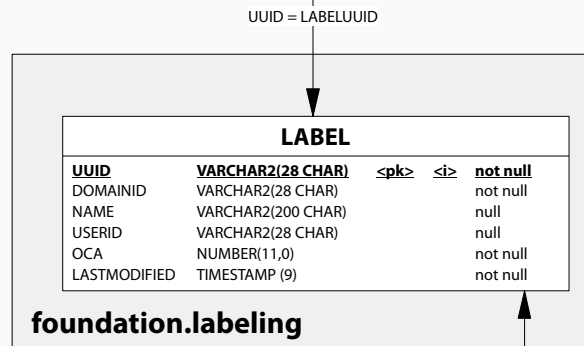 UUID = LABELUUID
LABEL
UUID VARCHAR2(28 CHAR) <pk> <i> not null
DOMAINID VARCHAR2(28 CHAR) not null
NAME VARCHAR2(200 CHAR) null
USERID VARCHAR2(28 CHAR) null
OCA NUMBER(11,0) not null
LASTMODIFIED TIMESTAMP (9) not null
foundation.labeling